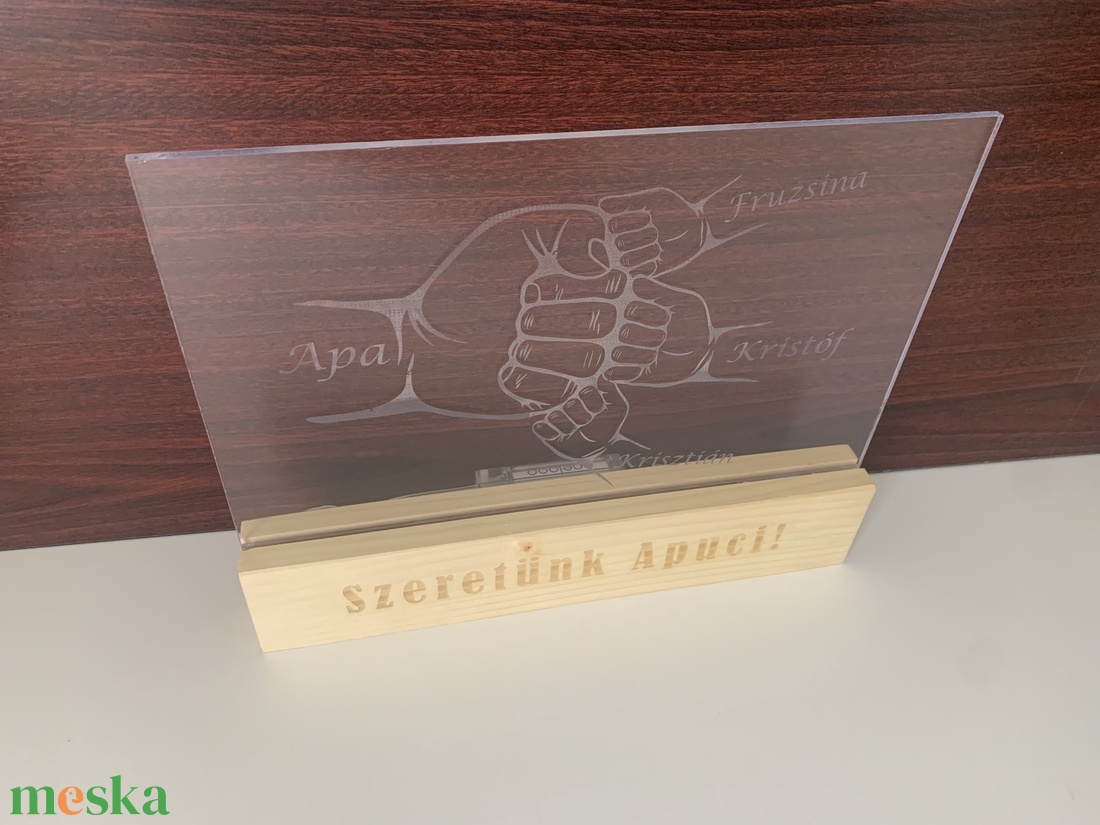 Fruzsina
Apa
Kristóf
Krisztián
Szeretünk Apuci!
meska